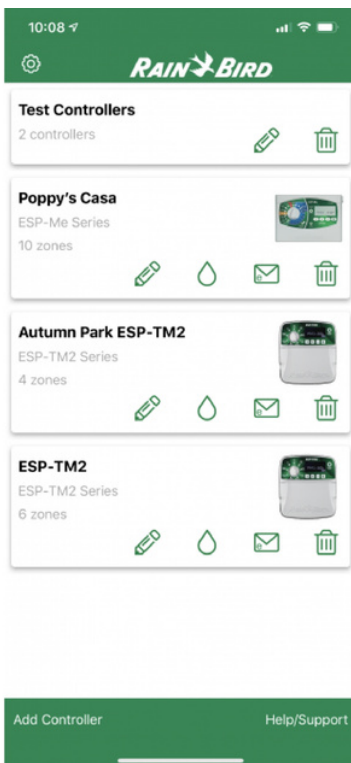 10:08
RAIN BIRD
Test Controllers
2 controllers
Poppy's Casa
ESP-Me Series
10 zones
Autumn Park ESP-TM2
ESP-TM2 Series
4 zones
ESP-TM2
ESP-TM2 Series
6 zones
Add Controller
Help/Support